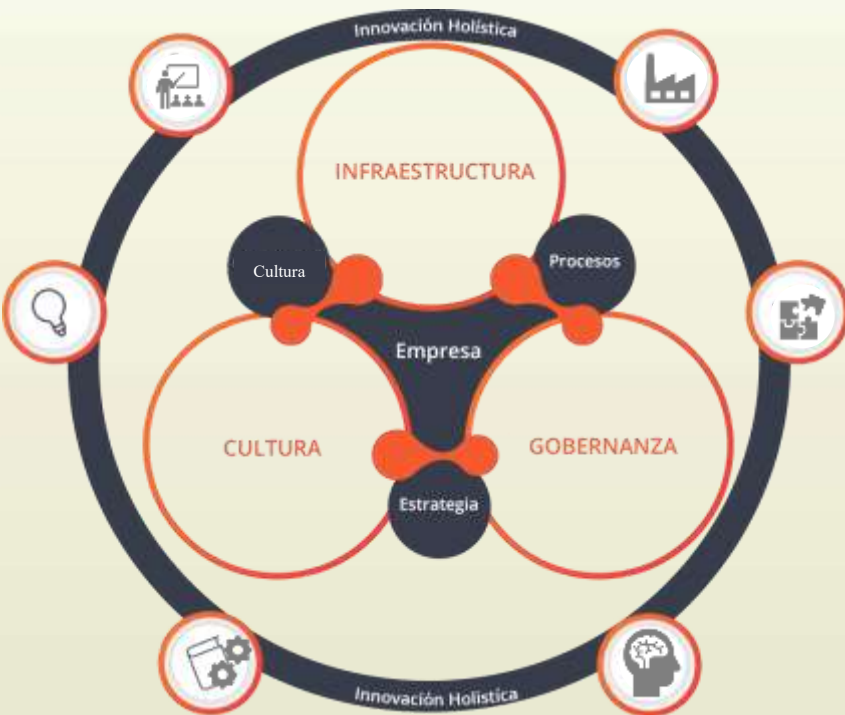 Innovación Holística
INFRAESTRUCTURA
Cultura
Procesos
Empresa
CULTURA
GOBERNANZA
Estrategia
Innovación Holística